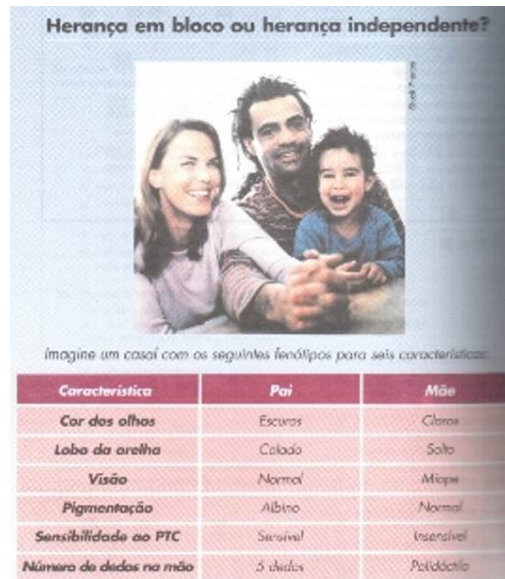 Herança em bloco ou herança independente?
Imagine um casal com os seguintes fenótipos para seis características:
Característica Pai Mãe
Cor dos olhos Escuros Claros
Lobo da orelha Colado Solto
Visão Normal Míope
Pigmentação Albino Normal
Sensibilidade ao PTC Sensível Insensível
Número de dedos na mão 5 dedos Polidáctila